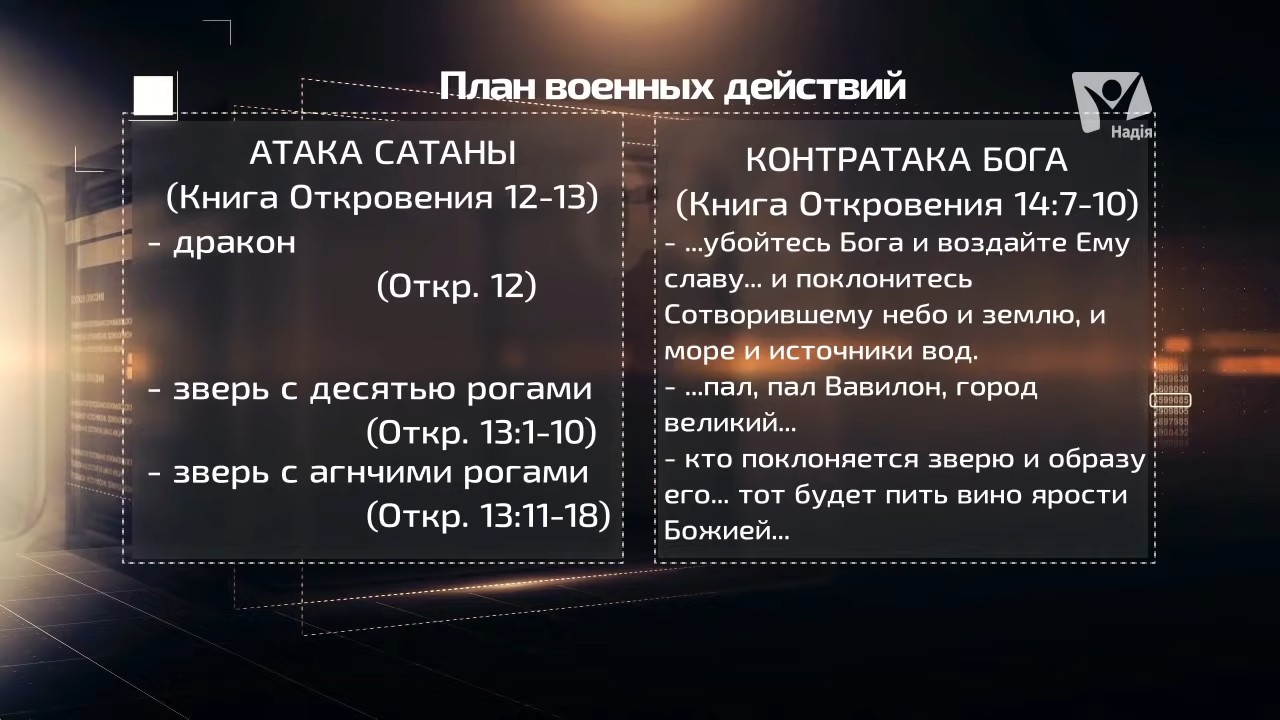 План военных действий
Надія
АТАКА САТАНЫ
(Книга Откровения 12-13)
- дракон
(Откр. 12)
- зверь с десятью рогами
(Откр. 13:1-10)
- зверь с агнчими рогами
(Откр. 13:11-18)
КОНТРАТАКА БОГА
(Книга Откровения 14:7-10)
- ...убойтесь Бога и воздайте Ему
славу... и поклонитесь
Сотворившему небо и землю, и
море и источники вод.
- ...пал, пал Вавилон, город
великий...
- кто поклоняется зверю и образу
его... тот будет пить вино ярости
Божией...